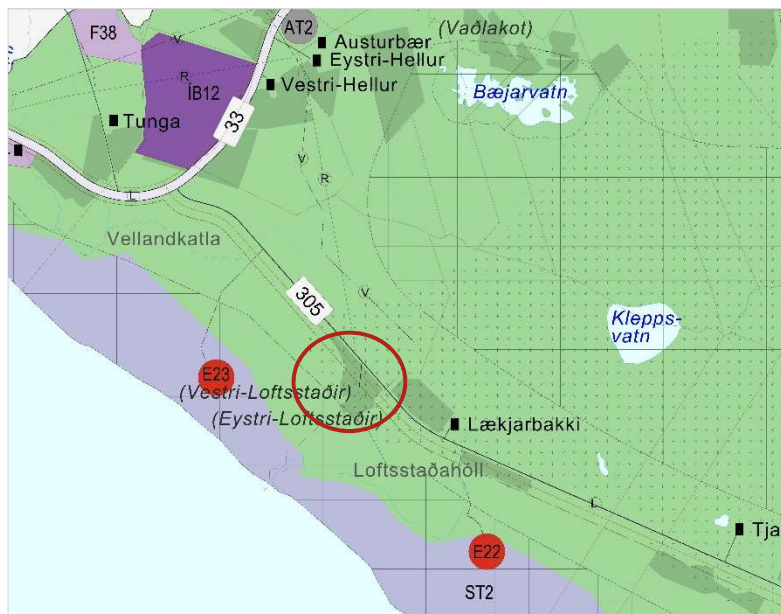 F38
AT2
(Vaðlakot)
Austurbær
Eystri-Hellur
V
R
ÍB12
Vestri-Hellur
Bæjarvatn
33
Tunga
V
R
L
Vellandkatla
V
305
Klepps-
vatn
E23
(Vestri-Loftsstaðir)
(Eystri-Loftsstaðir)
Lækjarbakki
Loftsstaðahóll
L
Tja
E22
ST2